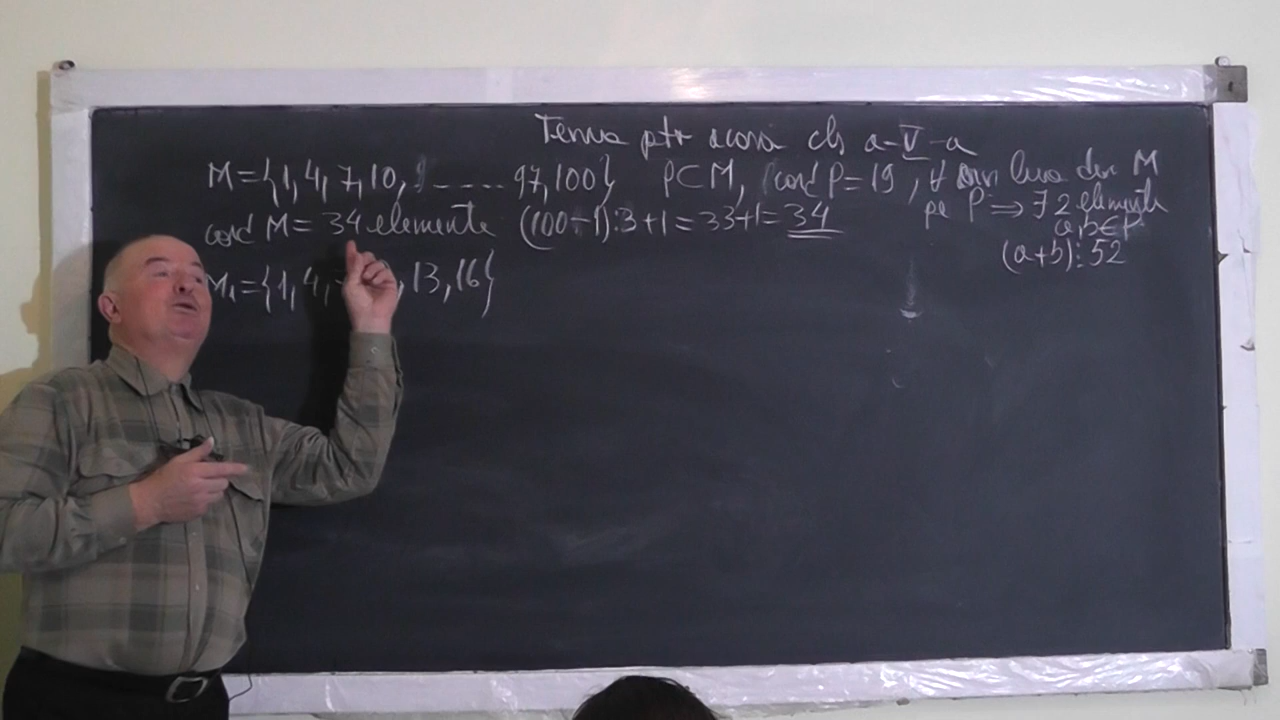 Tema ptr acasă cls a-V-a
M={1,4,7,10, ..... 97,100} P⊂M, card P=19, ∀ am lua din M
pe P ⇒ ∃ 2 elemente
card M = 34 elemente (100-1):3+1=33+1=34
a,b∈P
(a+b)⋮52
M₁={1,4, ,13,16}